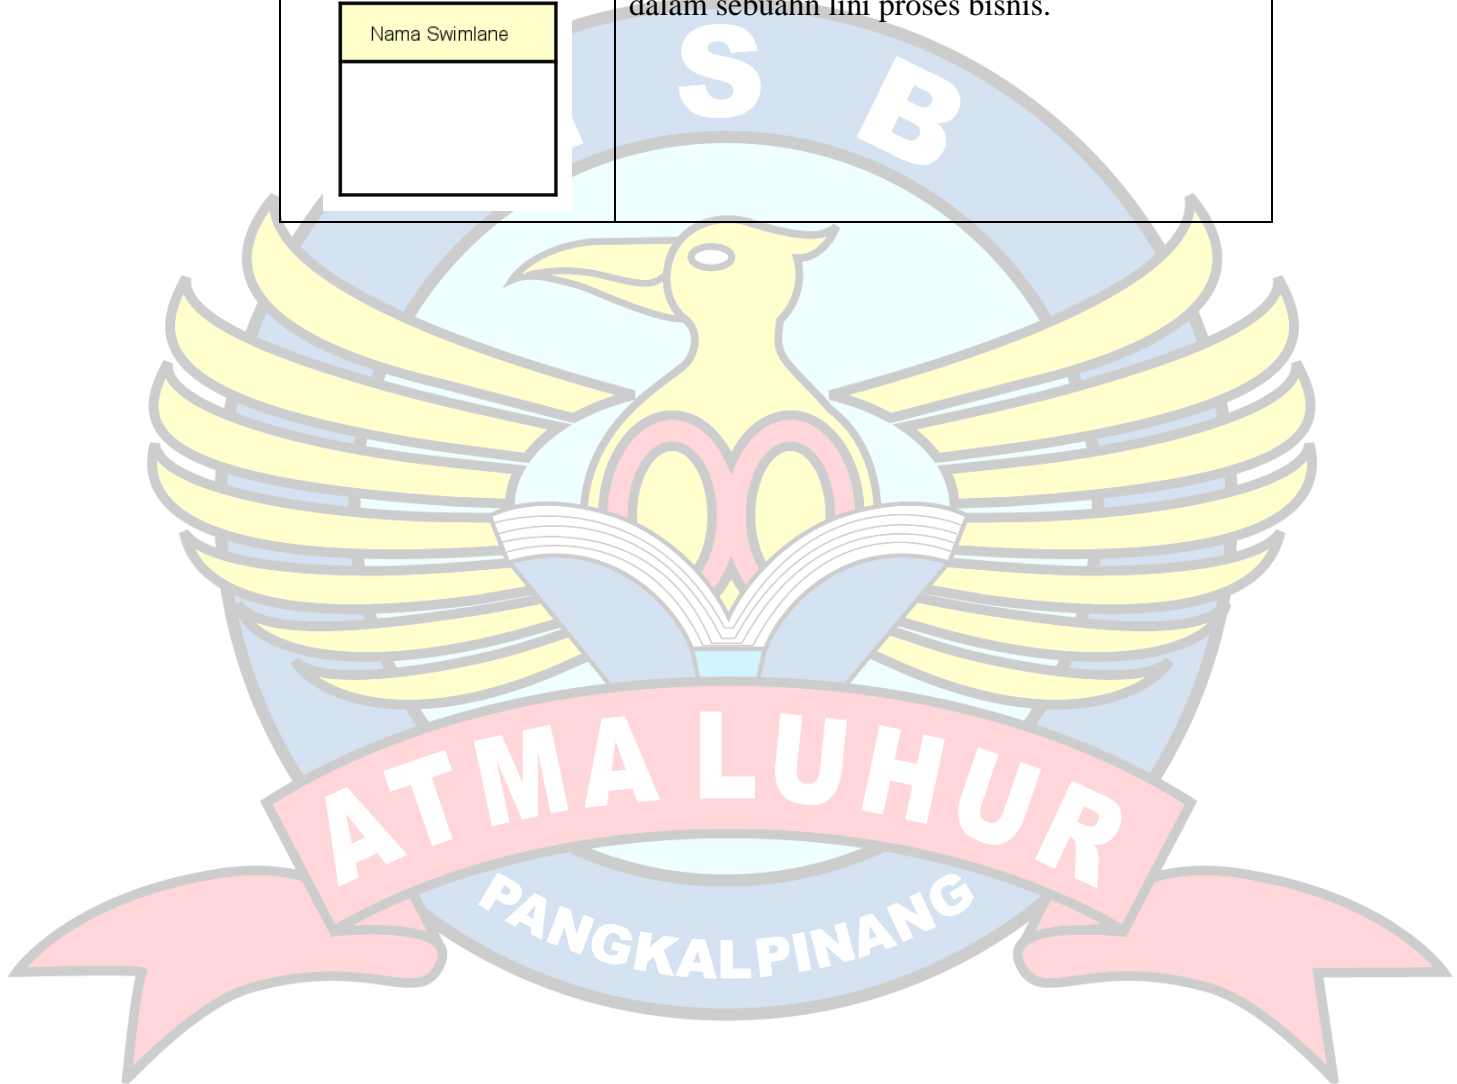 dalam sebuahn lini proses bisnis.
Nama Swimlane
S B
ATMA LUHUR
PANGKALPINANG